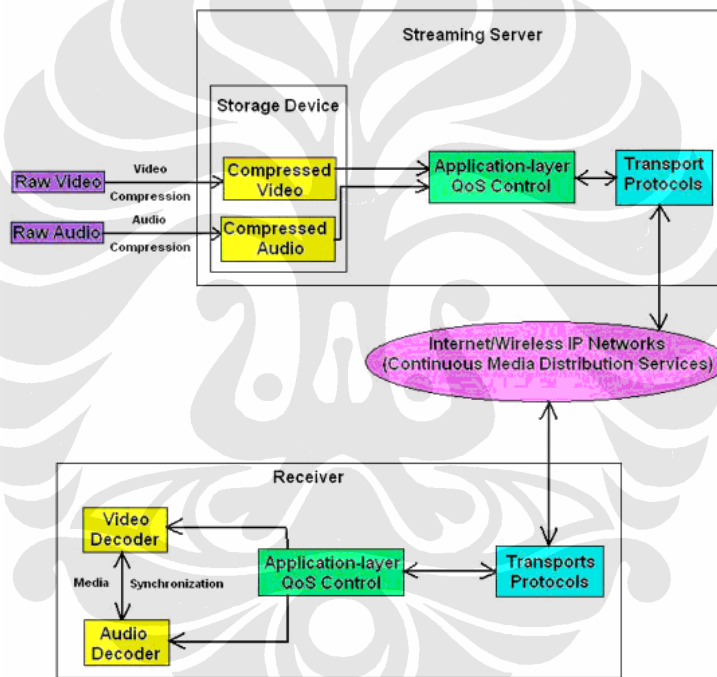 Streaming Server
Storage Device
Raw Video
Video
Compression
Compressed
Video
Application-layer
QoS Control
Transport
Protocols
Raw Audio
Audio
Compression
Compressed
Audio
Internet/Wireless IP Networks
(Continuous Media Distribution Services)
Receiver
Video
Decoder
Media Synchronization
Audio
Decoder
Application-layer
QoS Control
Transports
Protocols